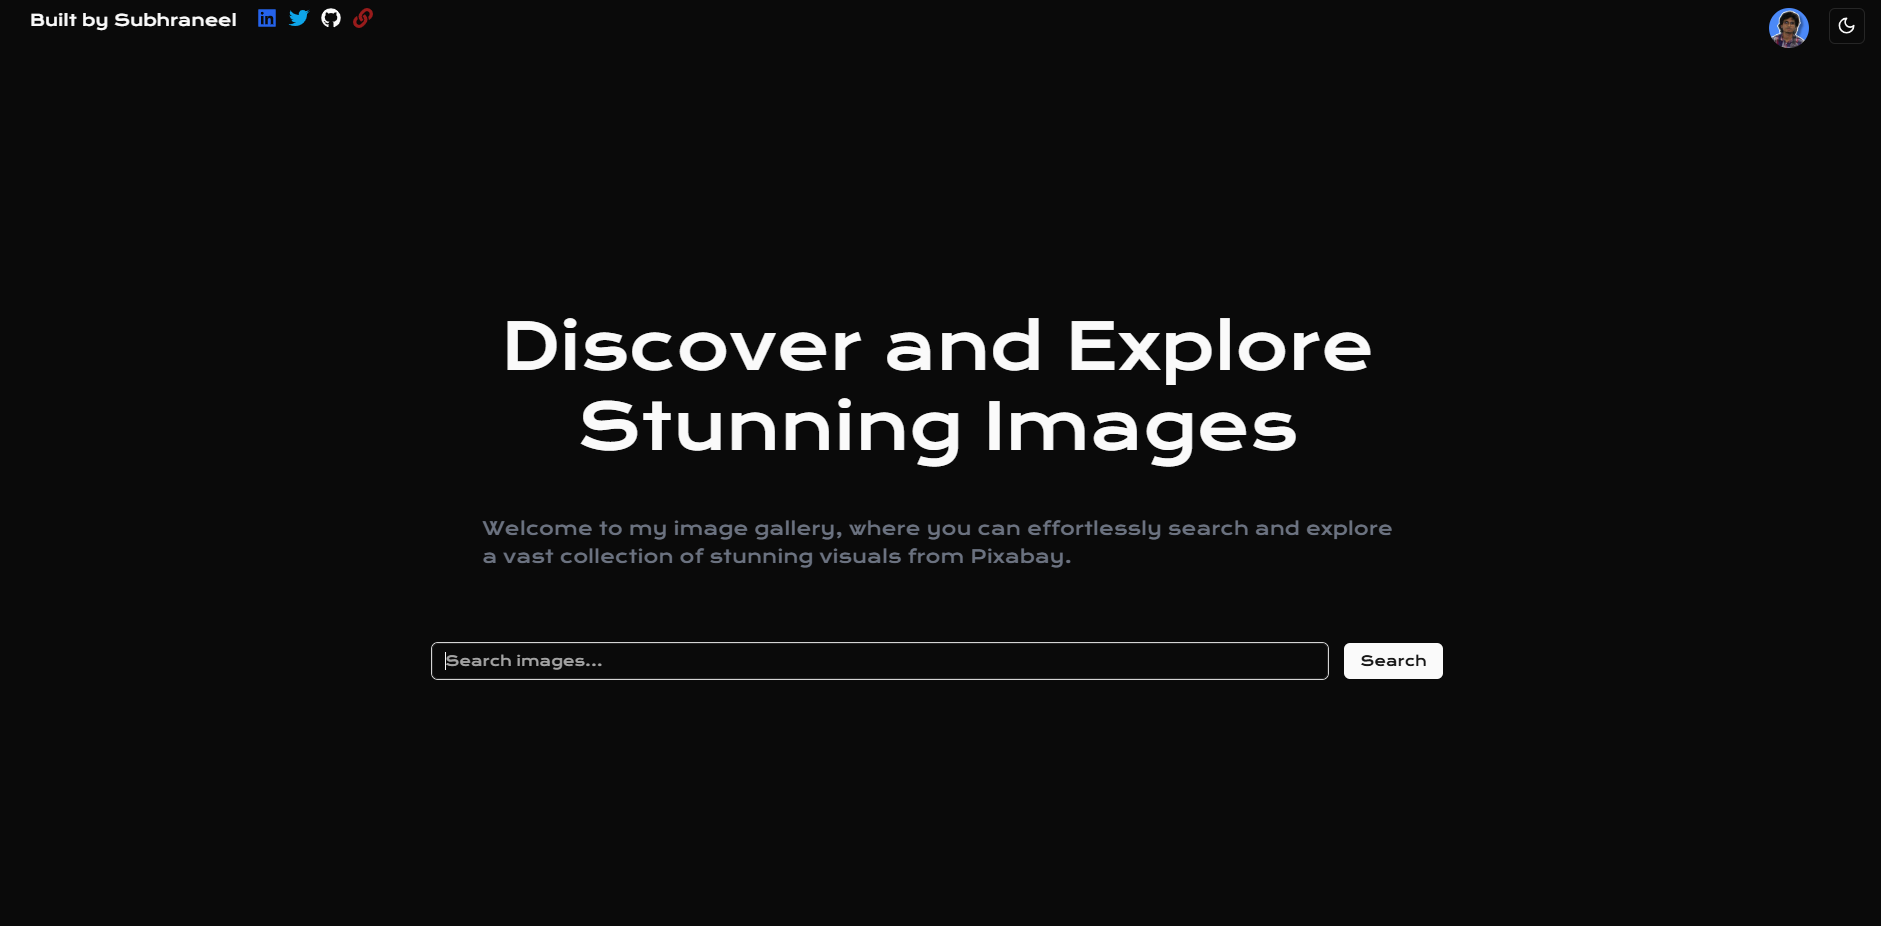 Built by Subhraneel
Discover and Explore
Stunning Images
Welcome to my image gallery, where you can effortlessly search and explore
a vast collection of stunning visuals from Pixabay.
Search images...
Search